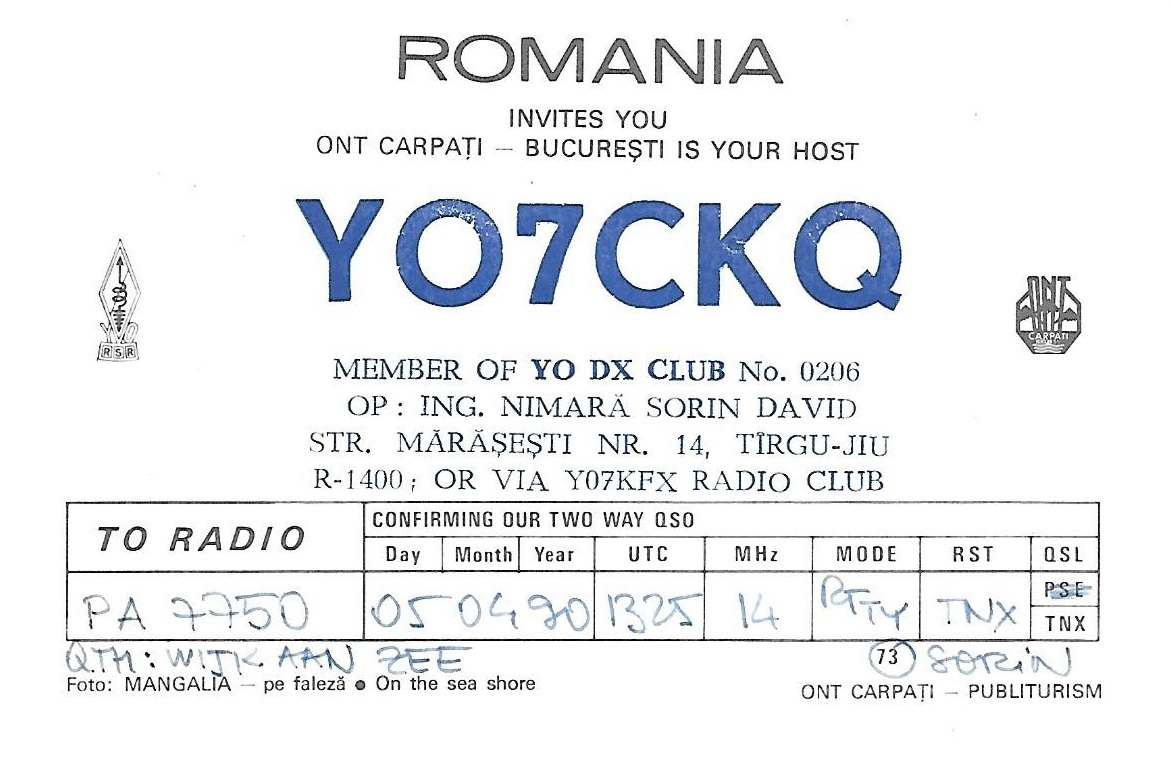 ROMANIA
INVITES YOU
ONT CARPAȚI — BUCUREȘTI IS YOUR HOST
YO7CKQ
YO
RSR
ONT
CARPAȚI
MEMBER OF YO DX CLUB No. 0206
OP: ING. NIMARĂ SORIN DAVID
STR. MĂRĂȘEȘTI NR. 14, TÎRGU-JIU
R-1400; OR VIA Y07KFX RADIO CLUB
TO RADIO
CONFIRMING OUR TWO WAY QSO
Day Month Year UTC MHz MODE RST QSL
PSE
PA 7750 05 04 90 1325 14 RTTY TNX TNX
QTH: WIJK AAN ZEE 73 SORIN
Foto: MANGALIA — pe faleză ● On the sea shore
ONT CARPAȚI — PUBLITURISM